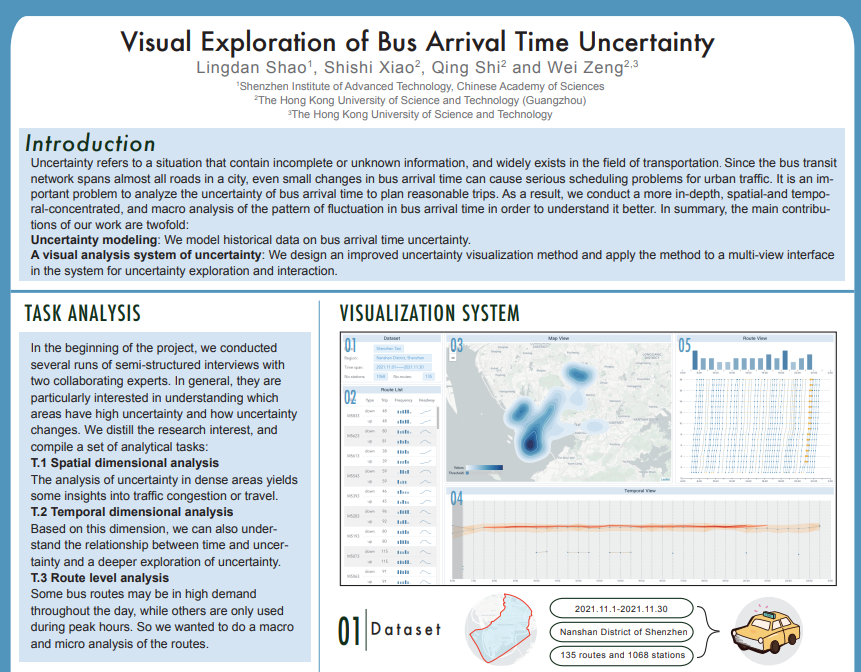 Visual Exploration of Bus Arrival Time Uncertainty
Lingdan Shao¹, Shishi Xiao², Qing Shi² and Wei Zeng²,³
¹Shenzhen Institute of Advanced Technology, Chinese Academy of Sciences
²The Hong Kong University of Science and Technology (Guangzhou)
³The Hong Kong University of Science and Technology
Introduction
Uncertainty refers to a situation that contain incomplete or unknown information, and widely exists in the field of transportation. Since the bus transit
network spans almost all roads in a city, even small changes in bus arrival time can cause serious scheduling problems for urban traffic. It is an im-
portant problem to analyze the uncertainty of bus arrival time to plan reasonable trips. As a result, we conduct a more in-depth, spatial-and tempo-
ral-concentrated, and macro analysis of the pattern of fluctuation in bus arrival time in order to understand it better. In summary, the main contribu-
tions of our work are twofold:
Uncertainty modeling: We model historical data on bus arrival time uncertainty.
A visual analysis system of uncertainty: We design an improved uncertainty visualization method and apply the method to a multi-view interface
in the system for uncertainty exploration and interaction.
TASK ANALYSIS
In the beginning of the project, we conducted
several runs of semi-structured interviews with
two collaborating experts. In general, they are
particularly interested in understanding which
areas have high uncertainty and how uncertainty
changes. We distill the research interest, and
compile a set of analytical tasks:
T.1 Spatial dimensional analysis
The analysis of uncertainty in dense areas yields
some insights into traffic congestion or travel.
T.2 Temporal dimensional analysis
Based on this dimension, we can also under-
stand the relationship between time and uncer-
tainty and a deeper exploration of uncertainty.
T.3 Route level analysis
Some bus routes may be in high demand
throughout the day, while others are only used
during peak hours. So we wanted to do a macro
and micro analysis of the routes.
VISUALIZATION SYSTEM
01
Dataset
Region:
Nanshan District, Shenzhen
Time span:
2021.11.01
No.stations:
1068
No.routes:
135
02
Route List
Type
Trip
Frequency
Headway
03
Map View
04
Temporal View
05
Route View
01 Dataset
2021.11.1-2021.11.30
Nanshan District of Shenzhen
135 routes and 1068 stations